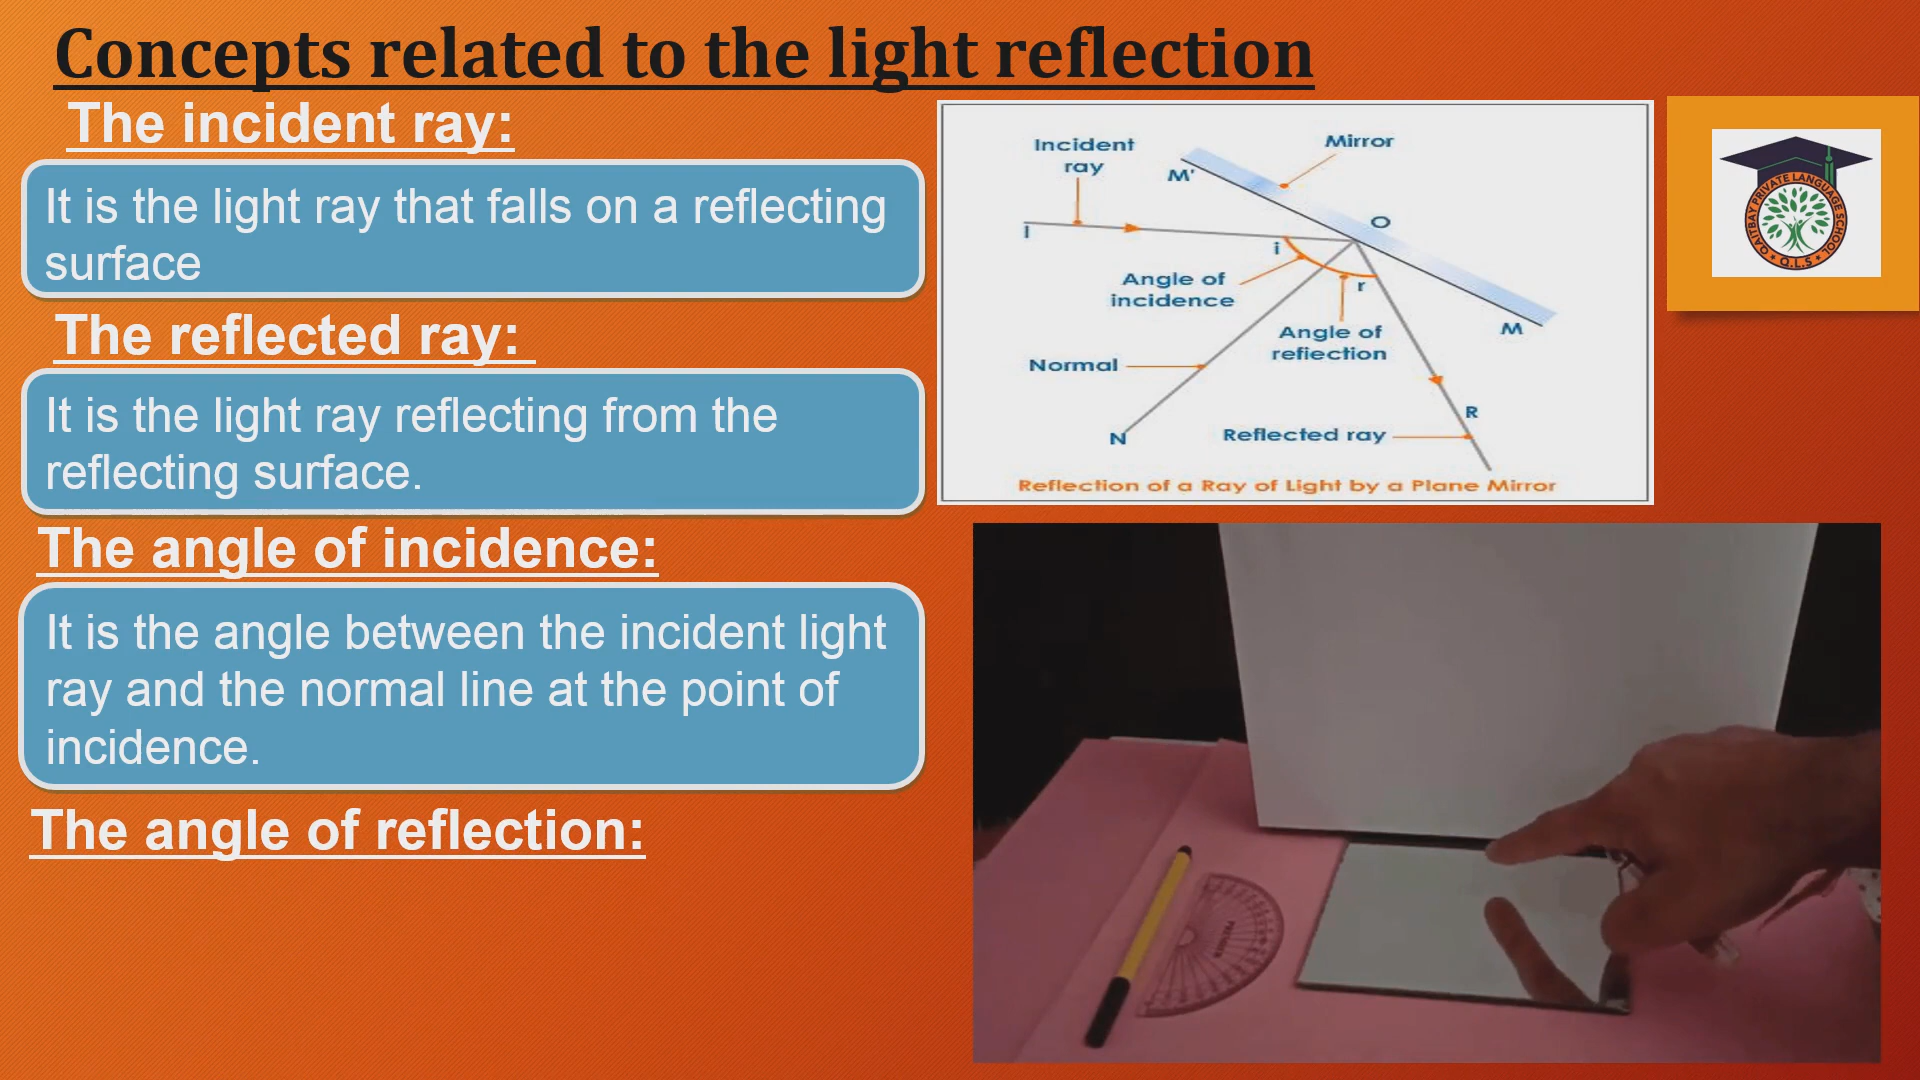 Concepts related to the light reflection
The incident ray:
It is the light ray that falls on a reflecting
surface
The reflected ray:
It is the light ray reflecting from the
reflecting surface.
The angle of incidence:
It is the angle between the incident light
ray and the normal line at the point of
incidence.
The angle of reflection:
Incident
ray
Mirror
M'
I
O
i
Angle of
incidence
r
Angle of
reflection
M
Normal
N
R
Reflected ray
Reflection of a Ray of Light by a Plane Mirror
QAITBAY PRIVATE LANGUAGE SCHOOL
Q.L.S